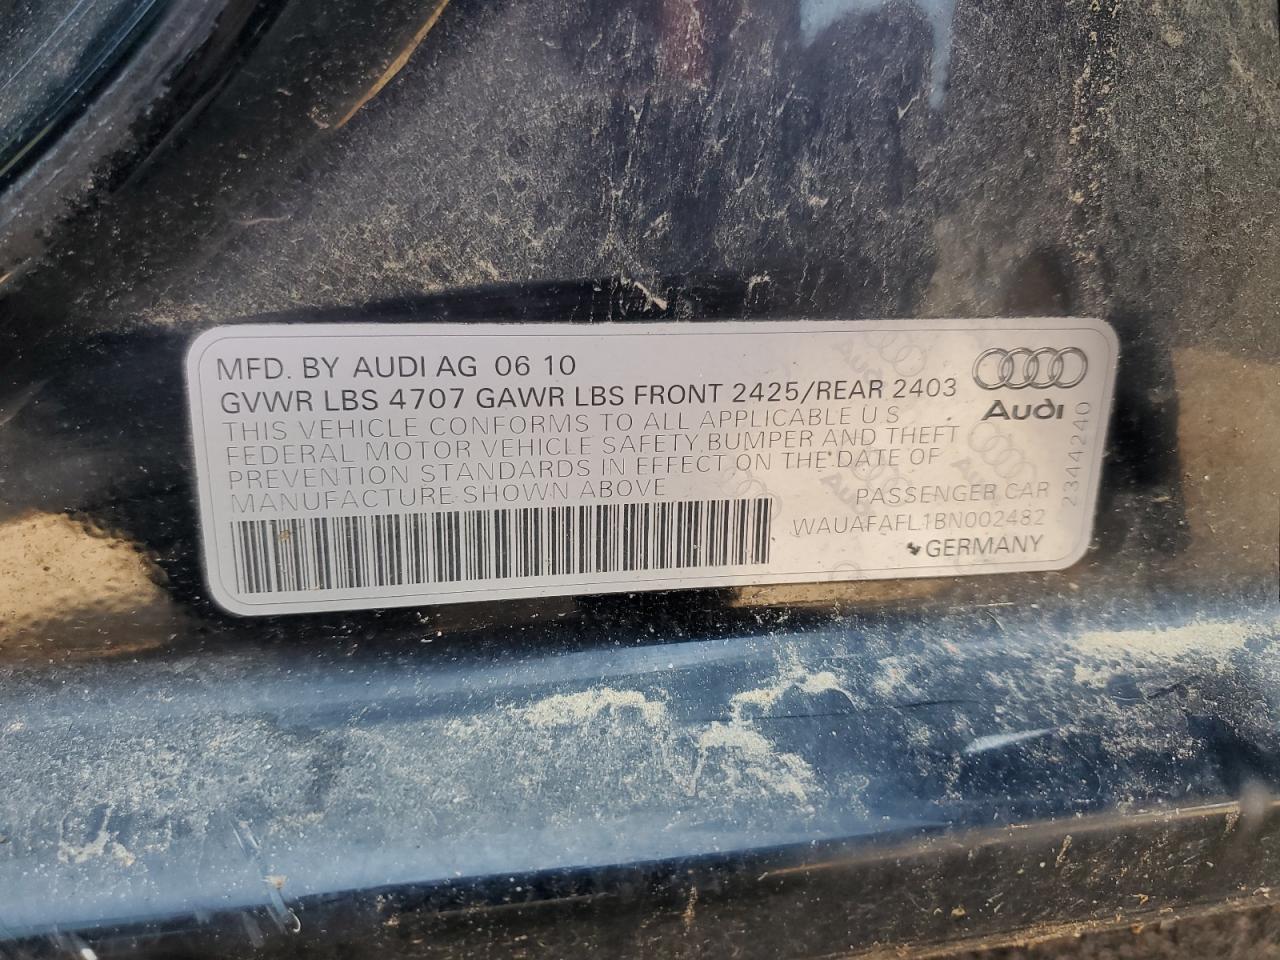 MFD. BY AUDI AG 06 10
GVWR LBS 4707 GAWR LBS FRONT 2425/REAR 2403
THIS VEHICLE CONFORMS TO ALL APPLICABLE U S
FEDERAL MOTOR VEHICLE SAFETY, BUMPER AND THEFT
PREVENTION STANDARDS IN EFFECT ON THE DATE OF
MANUFACTURE SHOWN ABOVE
Audi
PASSENGER CAR
WAUAFAFL1BN002482
GERMANY
2344240